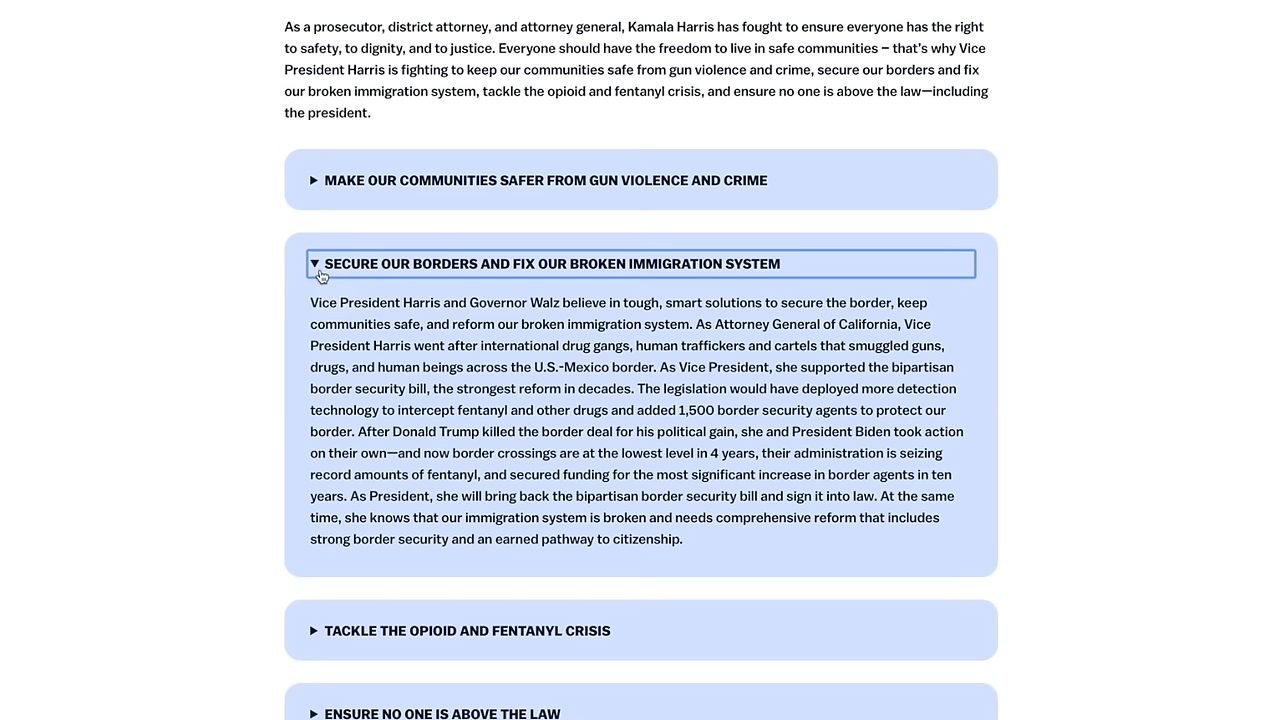 As a prosecutor, district attorney, and attorney general, Kamala Harris has fought to ensure everyone has the right
to safety, to dignity, and to justice. Everyone should have the freedom to live in safe communities – that's why Vice
President Harris is fighting to keep our communities safe from gun violence and crime, secure our borders and fix
our broken immigration system, tackle the opioid and fentanyl crisis, and ensure no one is above the law—including
the president.
MAKE OUR COMMUNITIES SAFER FROM GUN VIOLENCE AND CRIME
SECURE OUR BORDERS AND FIX OUR BROKEN IMMIGRATION SYSTEM
Vice President Harris and Governor Walz believe in tough, smart solutions to secure the border, keep
communities safe, and reform our broken immigration system. As Attorney General of California, Vice
President Harris went after international drug gangs, human traffickers and cartels that smuggled guns,
drugs, and human beings across the U.S.-Mexico border. As Vice President, she supported the bipartisan
border security bill, the strongest reform in decades. The legislation would have deployed more detection
technology to intercept fentanyl and other drugs and added 1,500 border security agents to protect our
border. After Donald Trump killed the border deal for his political gain, she and President Biden took action
on their own—and now border crossings are at the lowest level in 4 years, their administration is seizing
record amounts of fentanyl, and secured funding for the most significant increase in border agents in ten
years. As President, she will bring back the bipartisan border security bill and sign it into law. At the same
time, she knows that our immigration system is broken and needs comprehensive reform that includes
strong border security and an earned pathway to citizenship.
TACKLE THE OPIOID AND FENTANYL CRISIS
ENSURE NO ONE IS ABOVE THE LAW